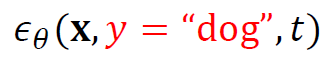 ϵθ(x, y = “dog”, t)